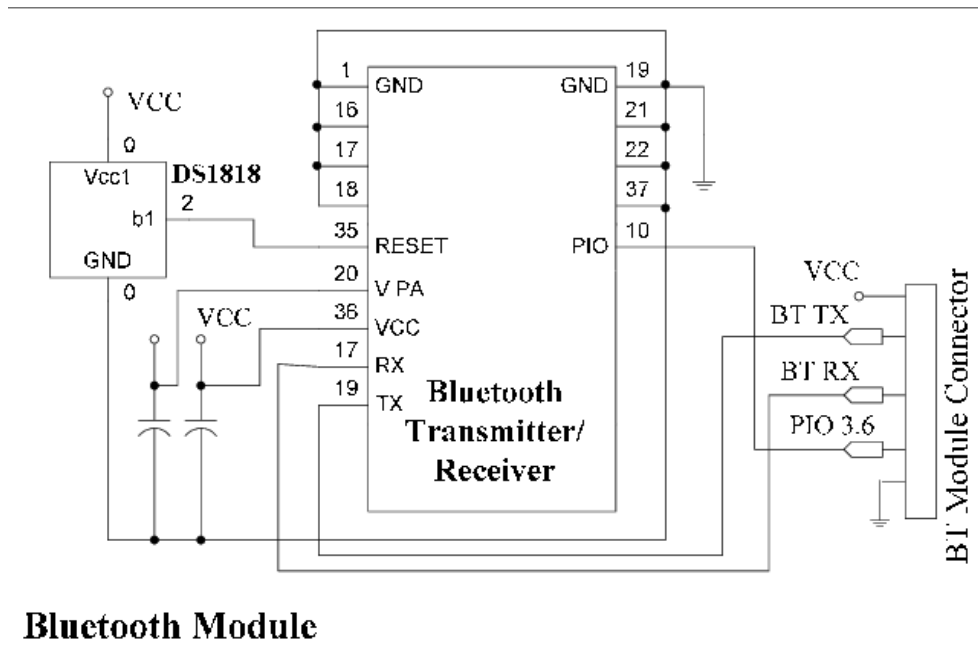 VCC
0
Vcc1
DS1818
b1
2
GND
0
VCC
1
GND
16
17
18
35
RESET
20
V PA
36
VCC
17
RX
19
TX
Bluetooth
Transmitter/
Receiver
19
GND
21
22
37
10
PIO
VCC
BT TX
BT RX
PIO 3.6
BT Module Connector
Bluetooth Module